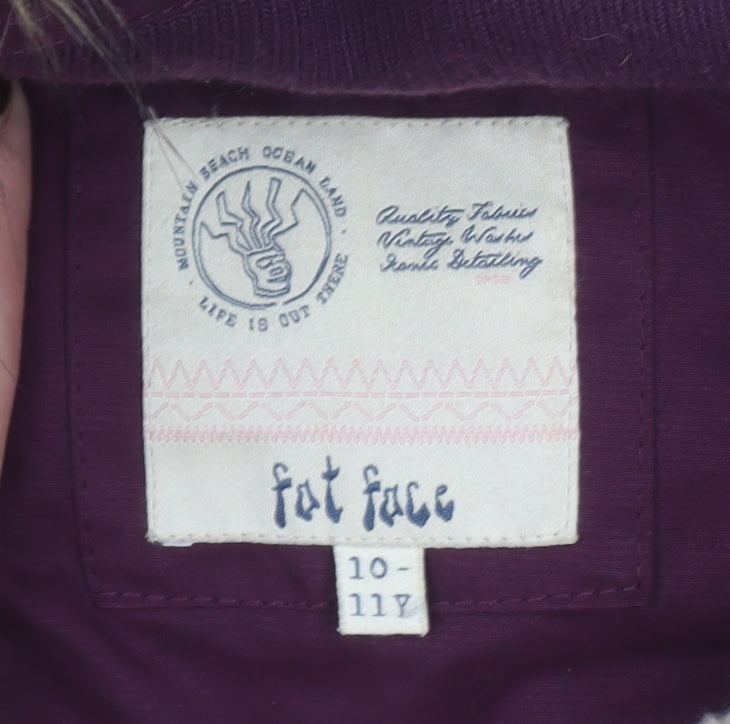 MOUNTAIN BEACH OCEAN LAND .
LIFE IS OUT THERE
Quality Fabrics
Vintage Washes
Iconic Detailing
fat face
10 -
11Y